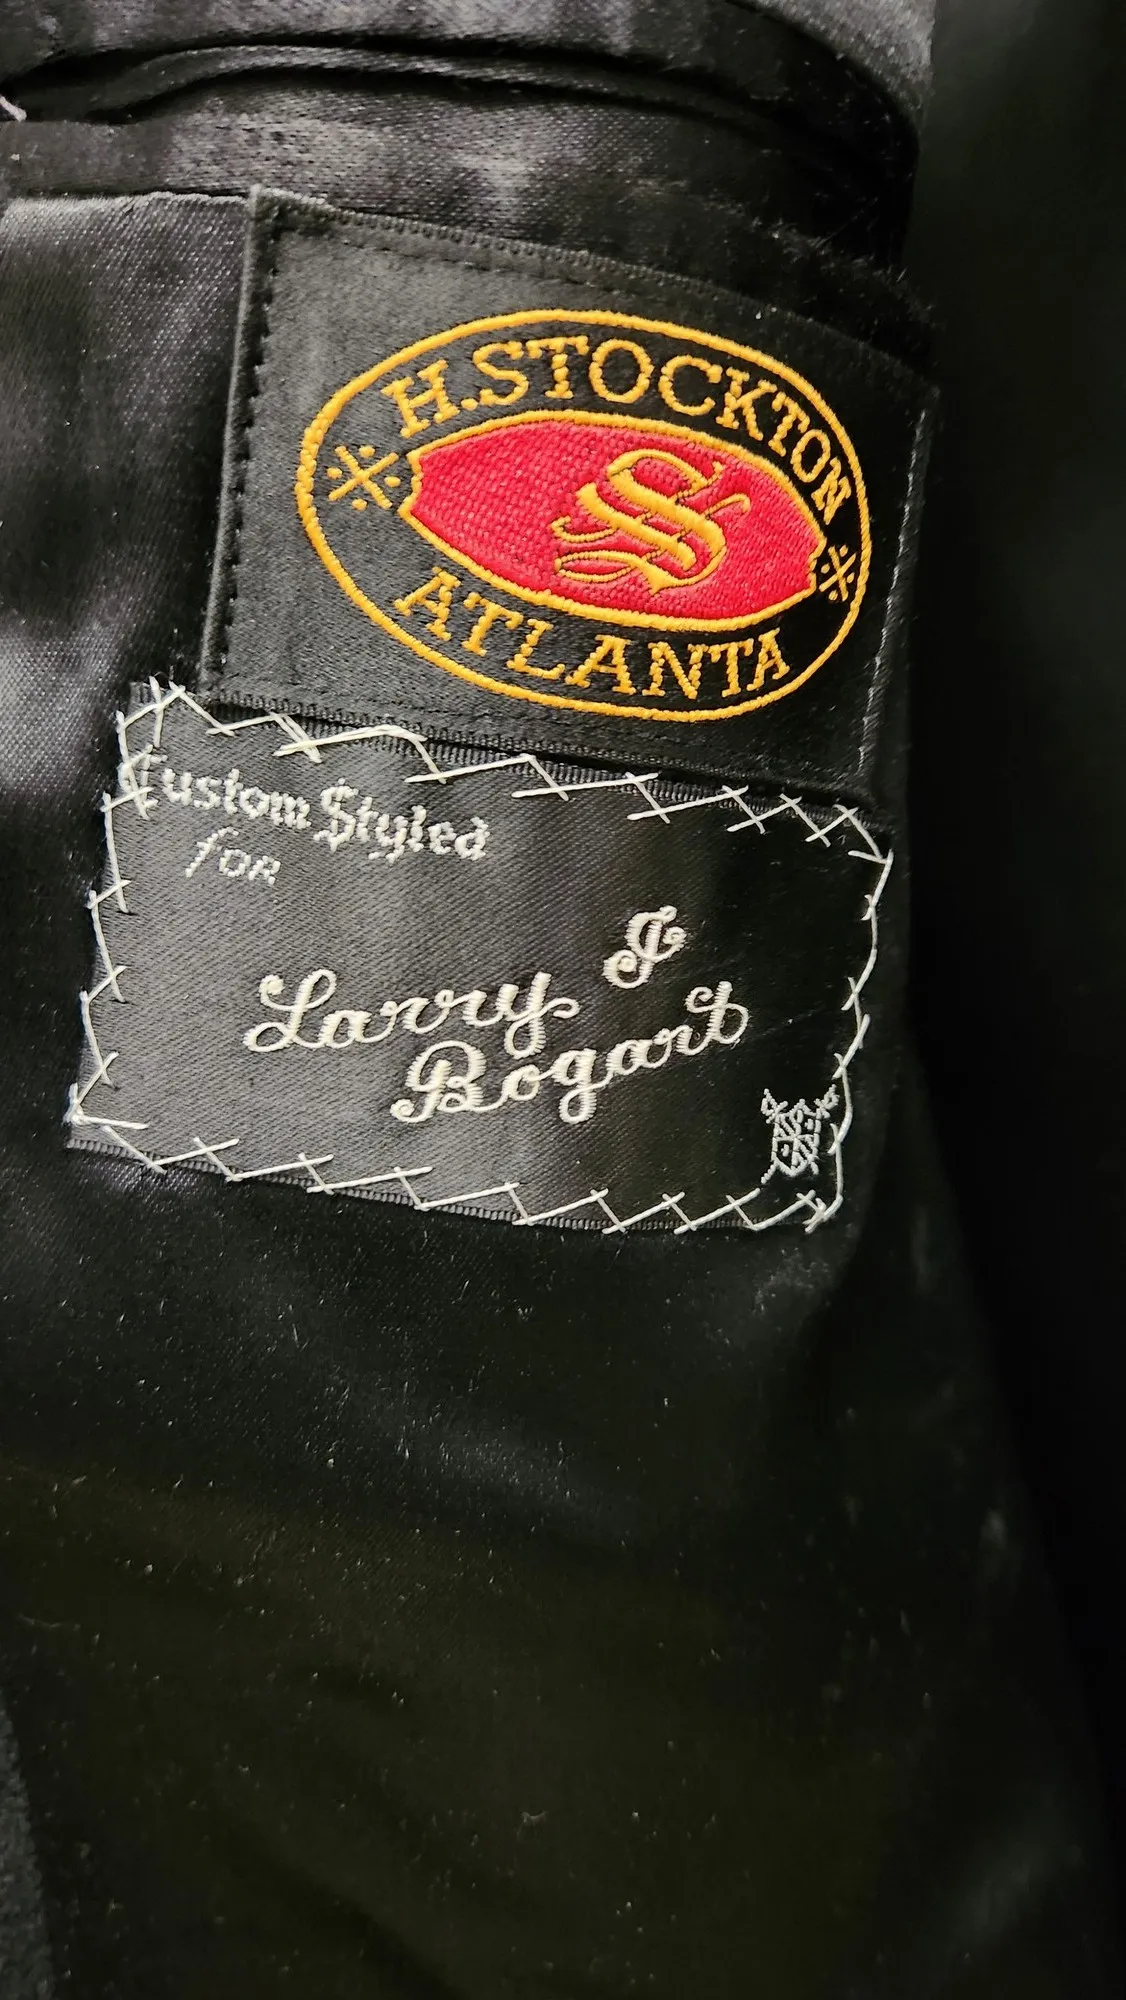 H. STOCKTON
S
ATLANTA
Custom Styled
for
Larry J
Bogart